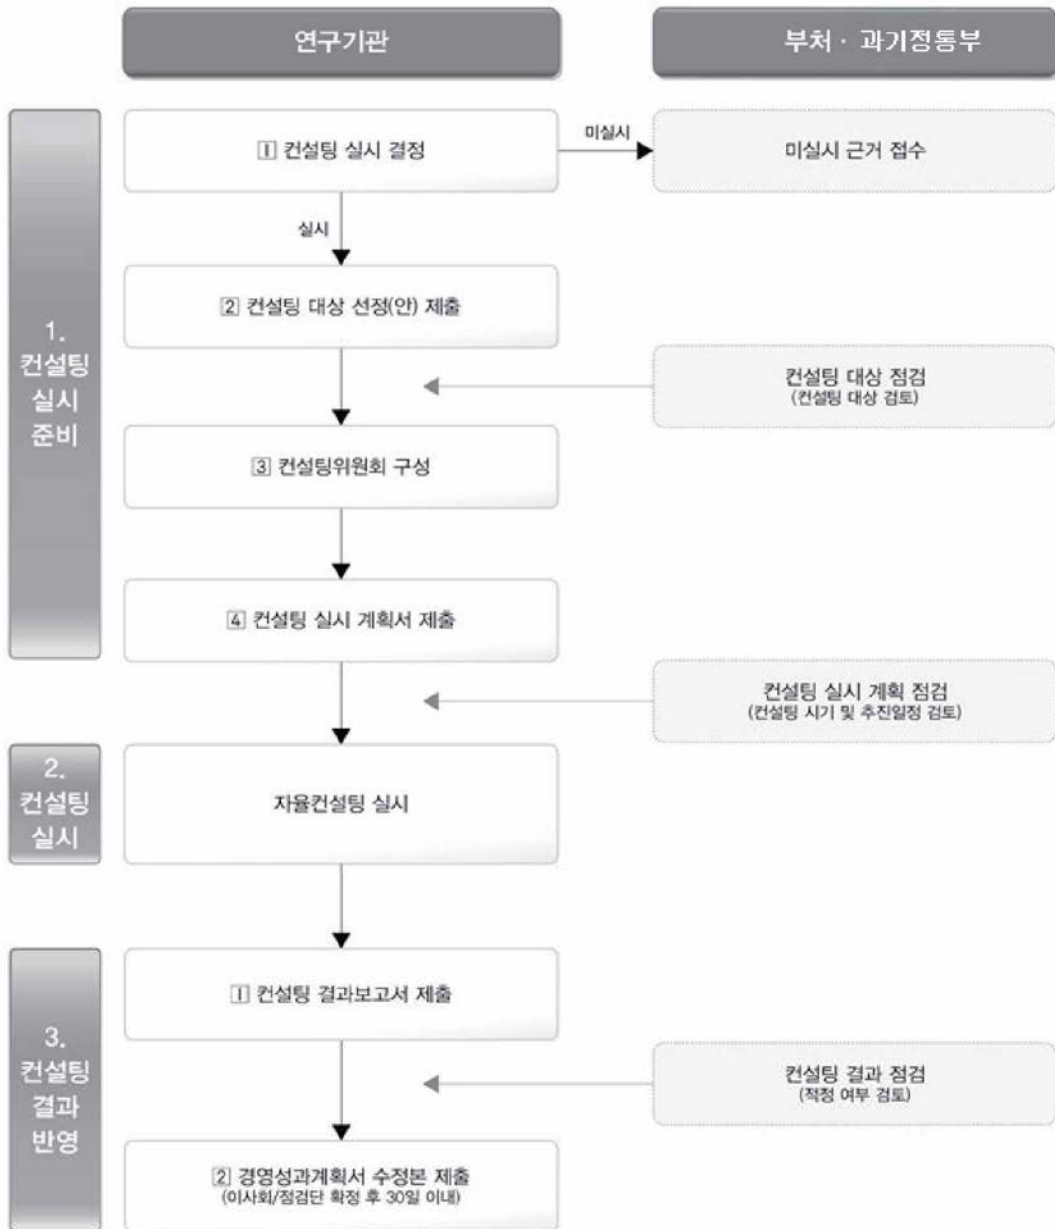 연구기관
부처 · 과기정통부
1.
컨설팅
실시
준비
1 컨설팅 실시 결정
미실시
미실시 근거 접수
실시
2 컨설팅 대상 선정(안) 제출
컨설팅 대상 점검
(컨설팅 대상 검토)
3 컨설팅위원회 구성
4 컨설팅 실시 계획서 제출
컨설팅 실시 계획 점검
(컨설팅 시기 및 추진일정 검토)
2.
컨설팅
실시
자율컨설팅 실시
3.
컨설팅
결과
반영
1 컨설팅 결과보고서 제출
컨설팅 결과 점검
(적정 여부 검토)
2 경영성과계획서 수정본 제출
(이사회/점검단 확정 후 30일 이내)